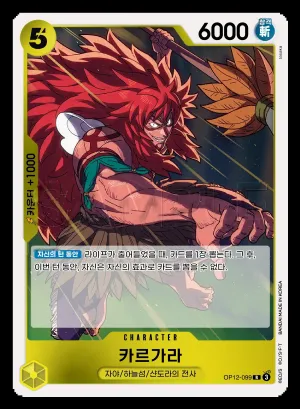 5
6000
참격
斬
카운터 +1000
자신의 턴 동안 라이프가 줄어들었을 때, 카드를 1장 뽑는다. 그 후,
이번 턴 동안, 자신은 자신의 효과로 카드를 뽑을 수 없다.
CHARACTER
카르가라
자야/하늘섬/샨도라의 전사
OP12-099 R 3
BANDAI MADE IN KOREA